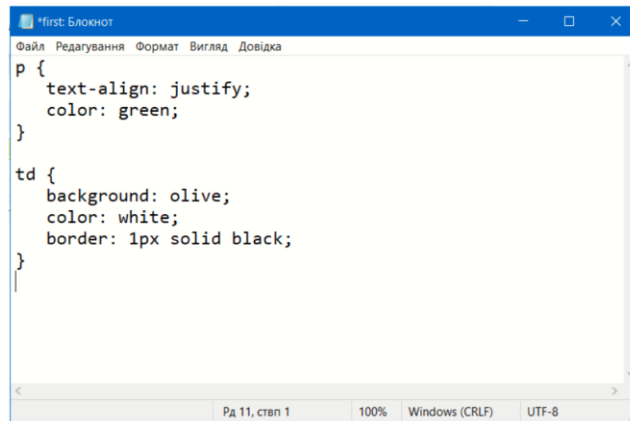 *first: Блокнот
Файл Редагування Формат Вигляд Довідка
p {
text-align: justify;
color: green;
}
td {
background: olive;
color: white;
border: 1px solid black;
}
Рд 11, ствп 1 100% Windows (CRLF) UTF-8